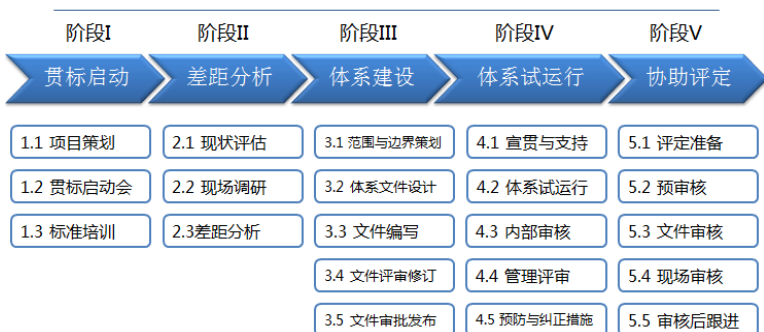 阶段I
阶段II
阶段III
阶段IV
阶段V
贯标启动
差距分析
体系建设
体系试运行
协助评定
1.1 项目策划
2.1 现状评估
3.1 范围与边界策划
4.1 宣贯与支持
5.1 评定准备
1.2 贯标启动会
2.2 现场调研
3.2 体系文件设计
4.2 体系试运行
5.2 预审核
1.3 标准培训
2.3差距分析
3.3 文件编写
4.3 内部审核
5.3 文件审核
3.4 文件评审修订
4.4 管理评审
5.4 现场审核
3.5 文件审批发布
4.5 预防与纠正措施
5.5 审核后跟进